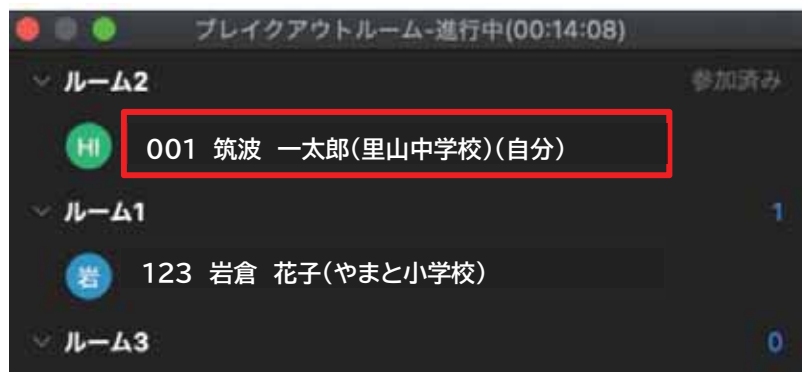 ブレイクアウトルーム-進行中(00:14:08)
ルーム2 参加済み
HI 001 筑波 一太郎(里山中学校)(自分)
ルーム1 1
岩 123 岩倉 花子(やまと小学校)
ルーム3 0